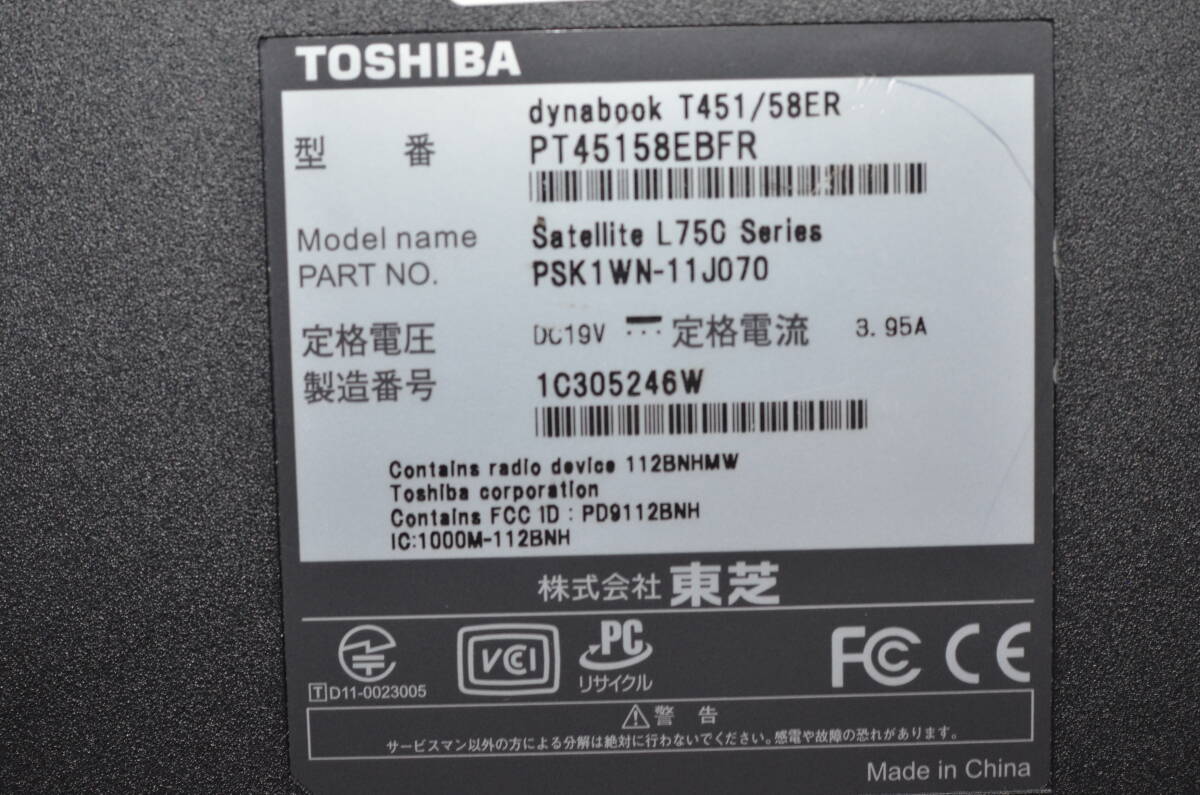 TOSHIBA
dynabook T451/58ER
型 番 PT45158EBFR
Model name Satellite L750 Series
PART NO. PSK1WN-11J070
定格電圧 DC19V 定格電流 3.95A
製造番号 1C305246W
Contains radio device 112BNHMW
Toshiba corporation
Contains FCC ID : PD9112BNH
IC:1000M-112BNH
株式会社 東芝
T D11-0023005
VCCI
PC
リサイクル
FC CE
警 告
サービスマン以外の方による分解は絶対に行わないでください。感電や故障の恐れがあります。
Made in China